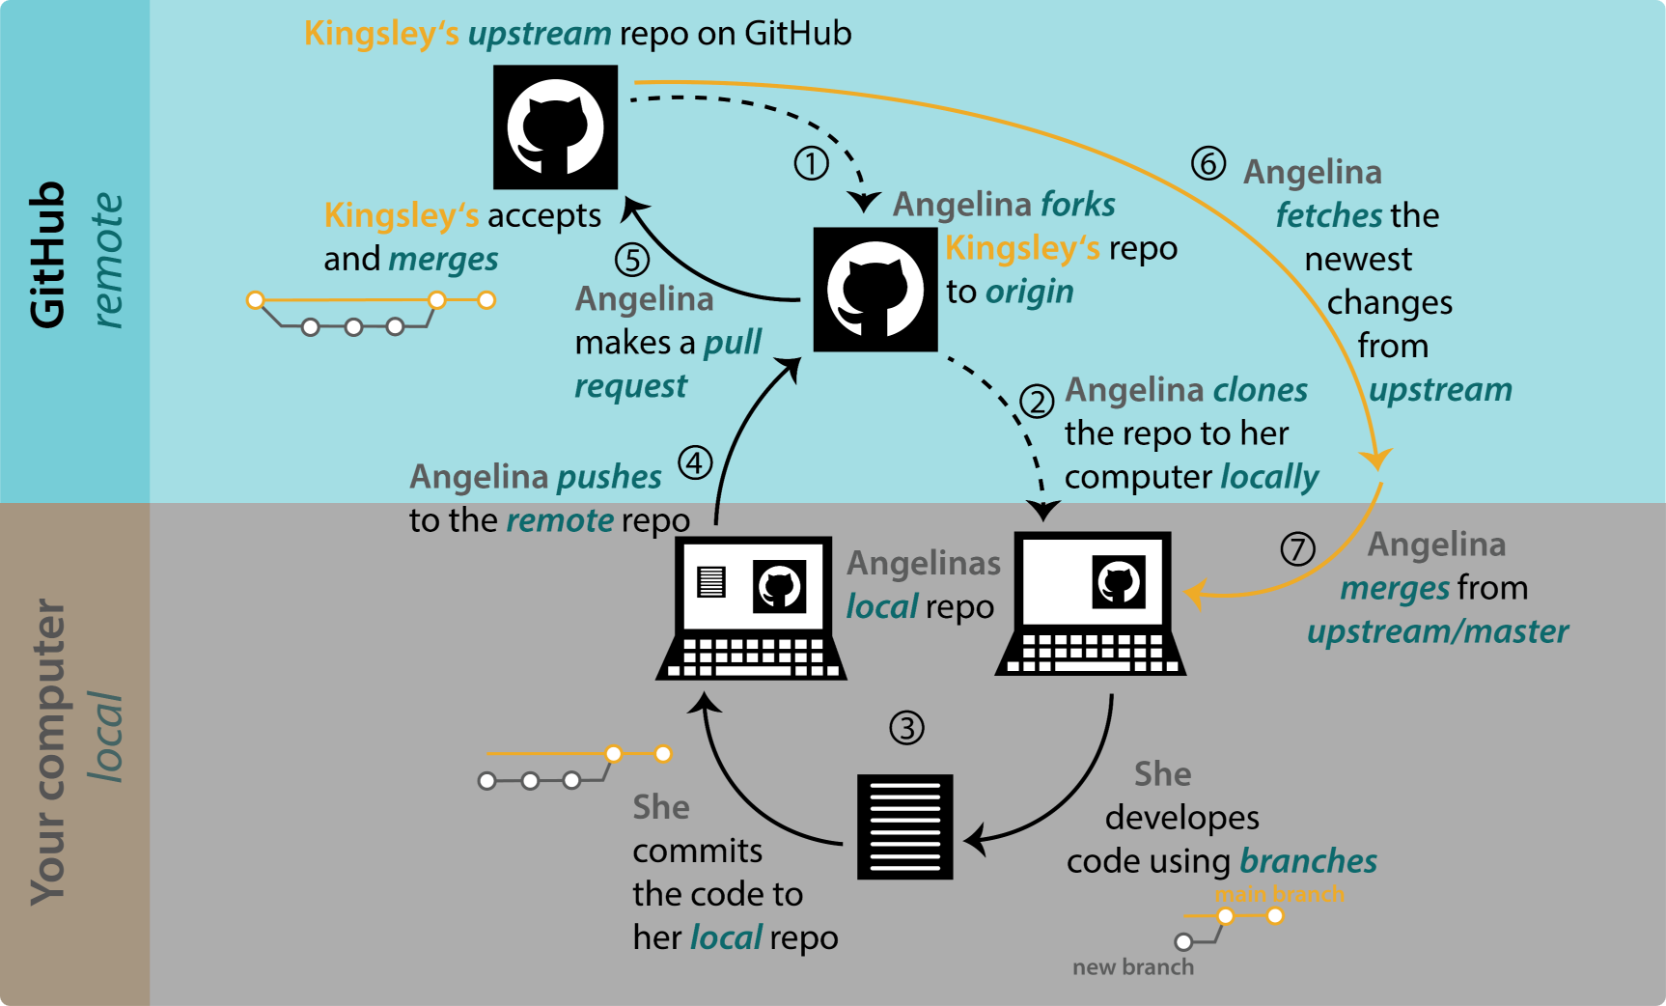 Kingsley‘s upstream repo on GitHub
GitHub
remote
①
Angelina forks
Kingsley‘s repo
to origin
②
Angelina clones
the repo to her
computer locally
Angelinas
local repo
③
She
developes
code using branches
main branch
new branch
She
commits
the code to
her local repo
④
Angelina pushes
to the remote repo
⑤
Angelina
makes a pull
request
Kingsley‘s accepts
and merges
⑥
Angelina
fetches the
newest
changes
from
upstream
⑦
Angelina
merges from
upstream/master
Your computer
local